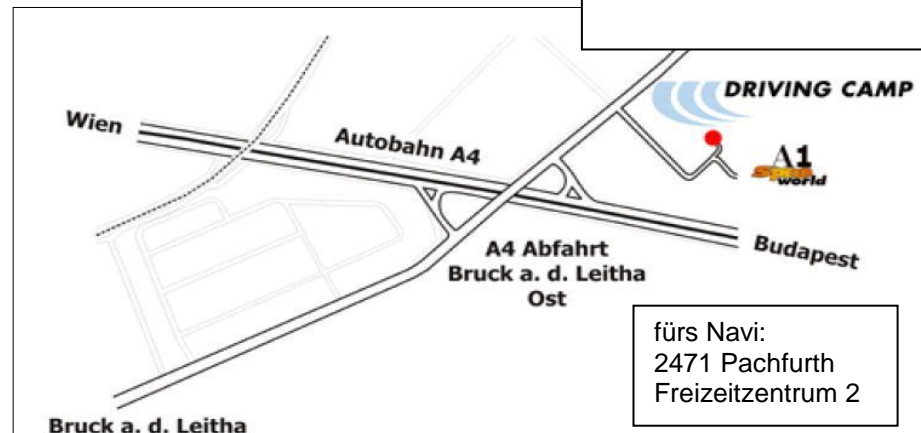 DRIVING CAMP
Wien
Autobahn A4
A1
world
Budapest
A4 Abfahrt
Bruck a. d. Leitha
Ost
fürs Navi:
2471 Pachfurth
Freizeitzentrum 2
Bruck a. d. Leitha